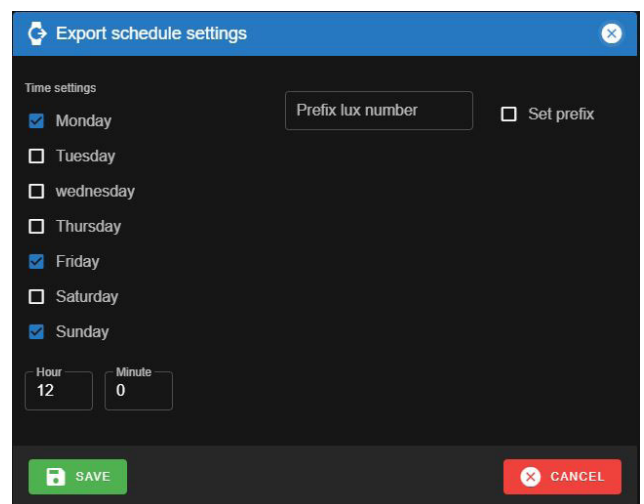 Export schedule settings
Time settings
Monday
Tuesday
wednesday
Thursday
Friday
Saturday
Sunday
Hour
12
Minute
0
Prefix lux number
Set prefix
SAVE
CANCEL